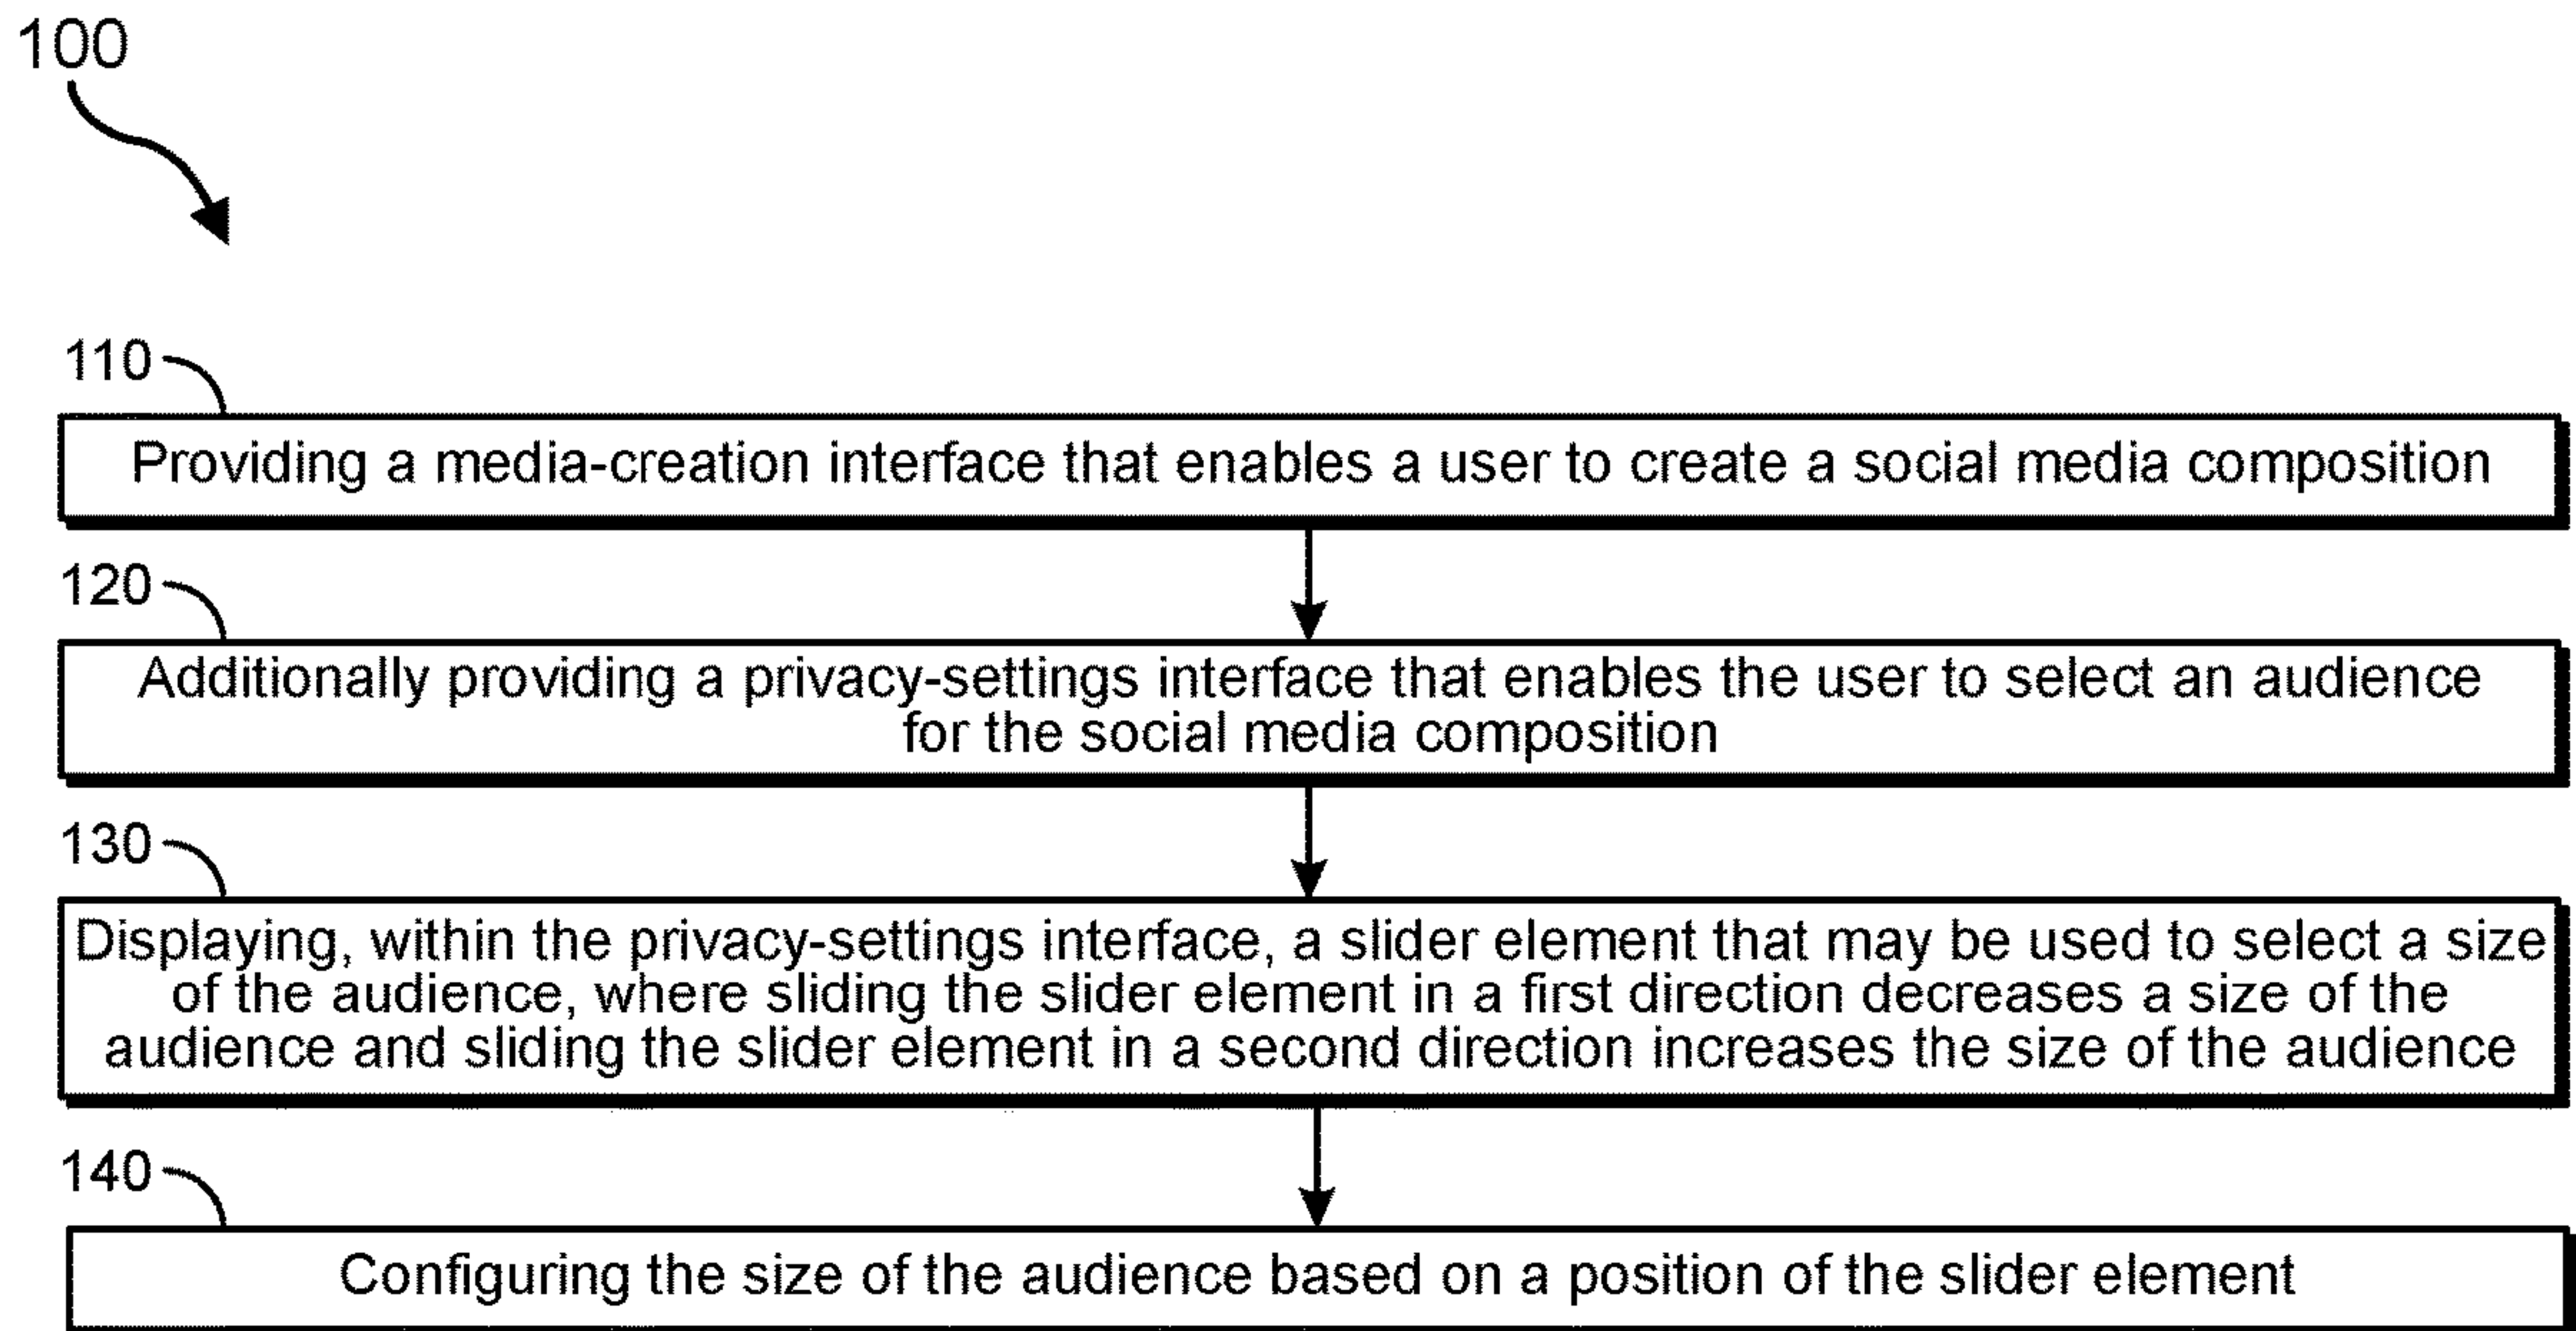 100
110
Providing a media-creation interface that enables a user to create a social media composition
120
Additionally providing a privacy-settings interface that enables the user to select an audience
for the social media composition
130
Displaying, within the privacy-settings interface, a slider element that may be used to select a size
of the audience, where sliding the slider element in a first direction decreases a size of the
audience and sliding the slider element in a second direction increases the size of the audience
140
Configuring the size of the audience based on a position of the slider element